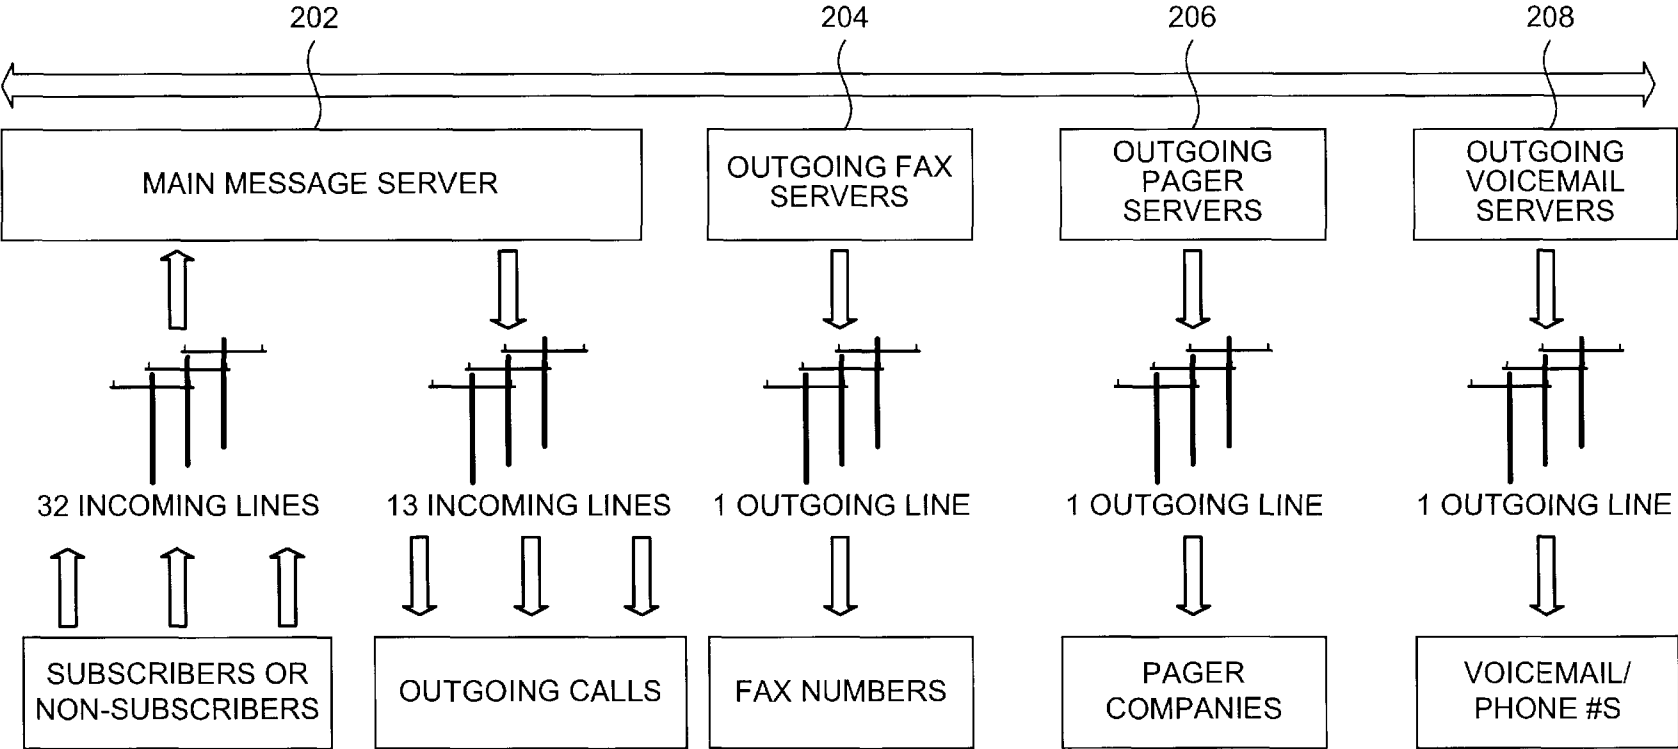 202
204
206
208
MAIN MESSAGE SERVER
OUTGOING FAX
SERVERS
OUTGOING
PAGER
SERVERS
OUTGOING
VOICEMAIL
SERVERS
32 INCOMING LINES
13 INCOMING LINES
1 OUTGOING LINE
1 OUTGOING LINE
1 OUTGOING LINE
SUBSCRIBERS OR
NON-SUBSCRIBERS
OUTGOING CALLS
FAX NUMBERS
PAGER
COMPANIES
VOICEMAIL/
PHONE #S